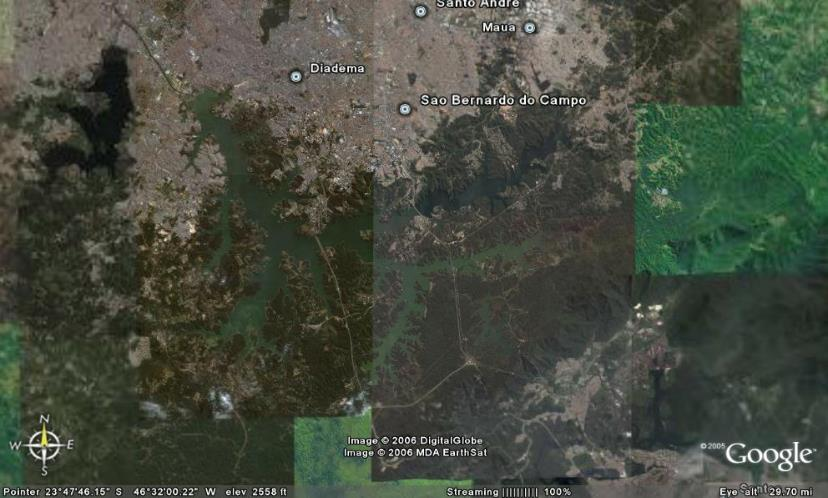 Santo Andre
Maua
Diadema
Sao Bernardo do Campo
N
W E
S
Image © 2006 DigitalGlobe
Image © 2006 MDA EarthSat
© 2005 Google
Pointer 23°47'46.15" S 46°32'00.22" W elev 2558 ft Streaming |||||||||| 100% Eye alt 29.70 mi